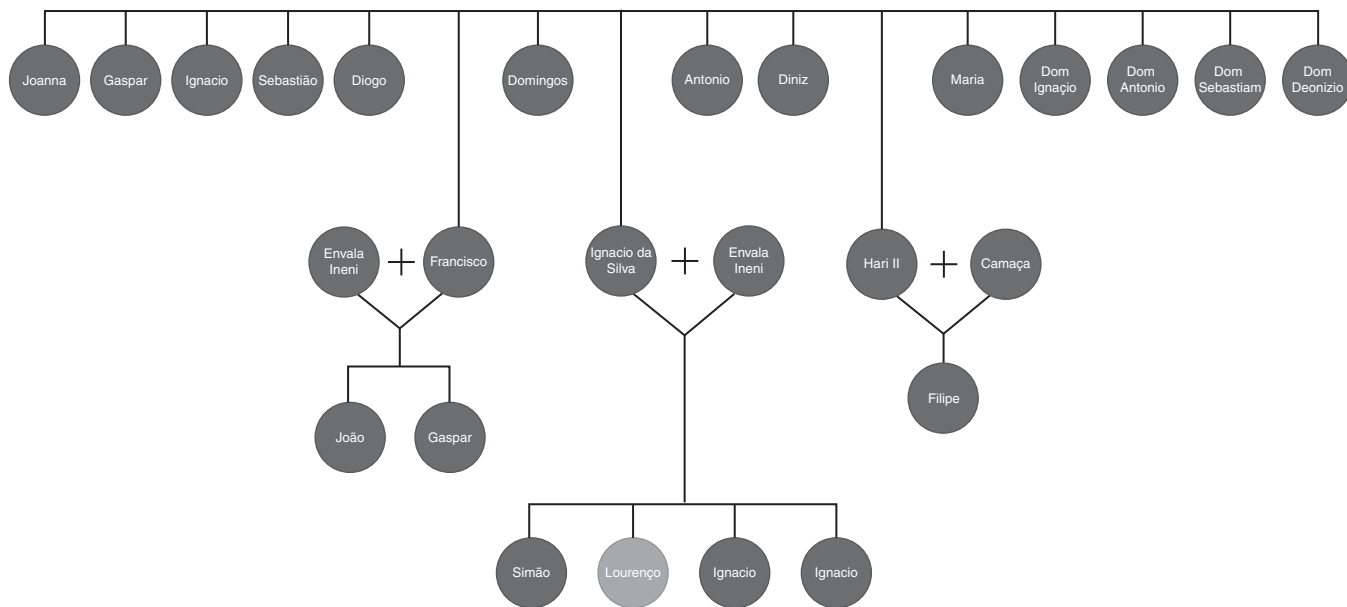 Joanna
Gaspar
Ignacio
Sebastião
Diogo
Domingos
Antonio
Diniz
Maria
Dom
Ignaçio
Dom
Antonio
Dom
Sebastiam
Dom
Deonizio
Envala
Ineni
Francisco
Ignacio da
Silva
Envala
Ineni
Hari II
Camaça
João
Gaspar
Filipe
Simão
Lourenço
Ignacio
Ignacio